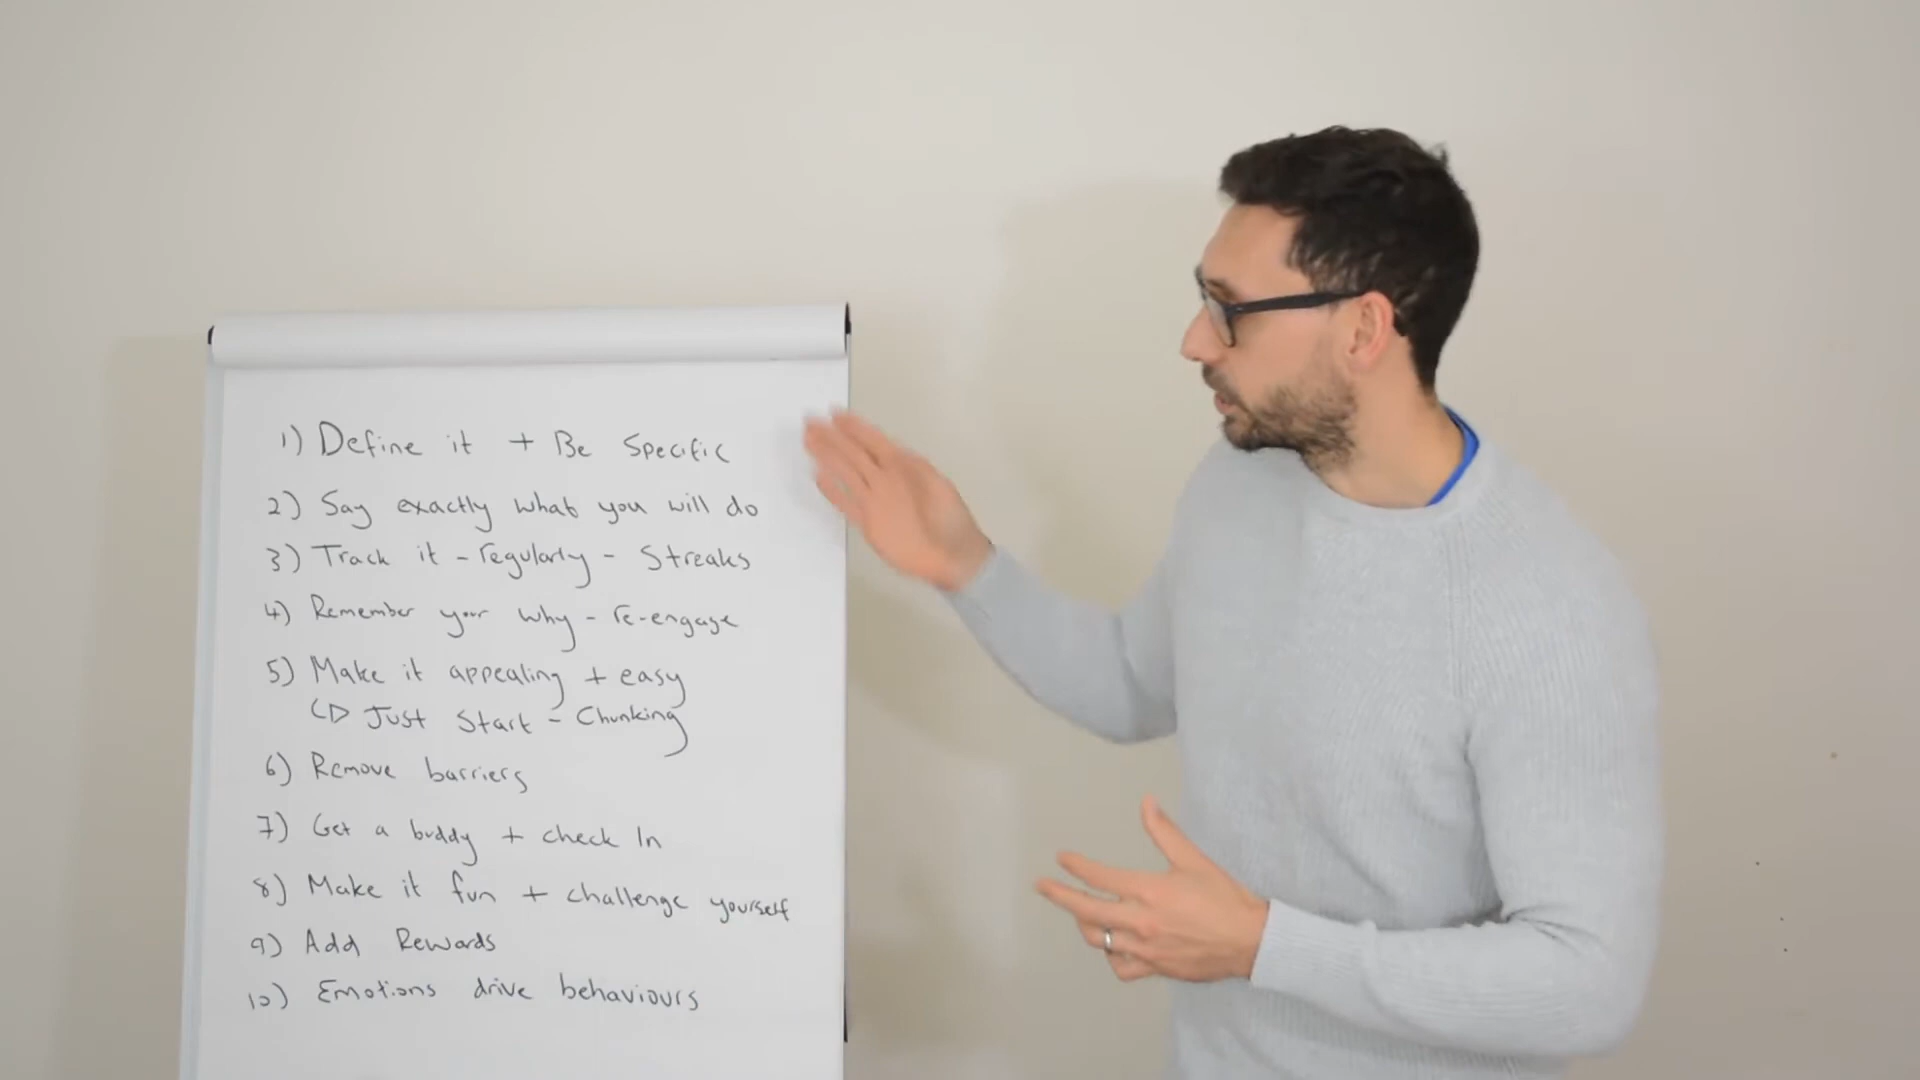 1) Define it + Be Specific
2) Say exactly what you will do
3) Track it - regularly - Streaks
4) Remember your why - re-engage
5) Make it appealing + easy
Just Start - Chunking
6) Remove barriers
7) Get a buddy + check In
8) Make it fun + challenge yourself
9) Add Rewards
10) Emotions drive behaviours